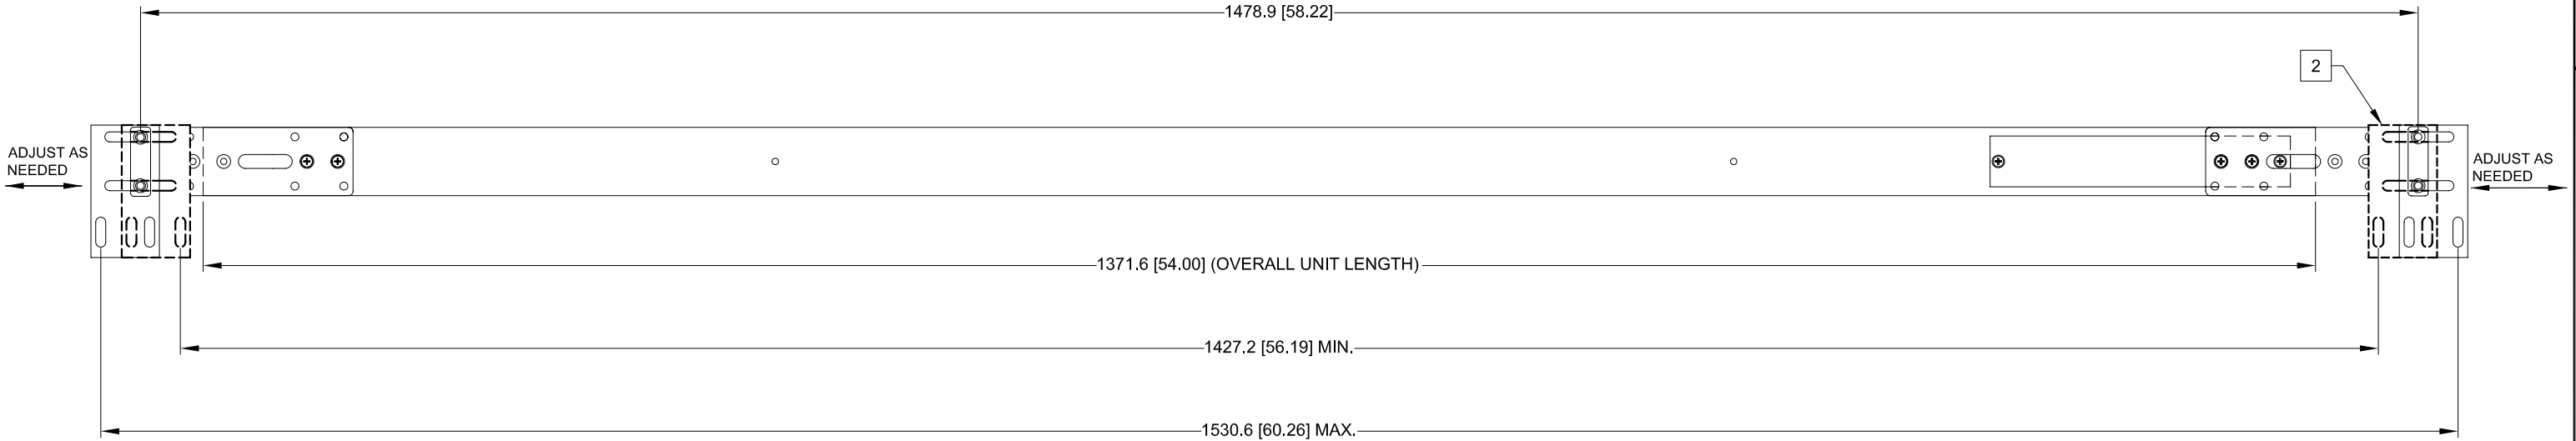 1478.9 [58.22]
2
ADJUST AS
NEEDED
ADJUST AS
NEEDED
1371.6 [54.00] (OVERALL UNIT LENGTH)
1427.2 [56.19] MIN.
1530.6 [60.26] MAX.